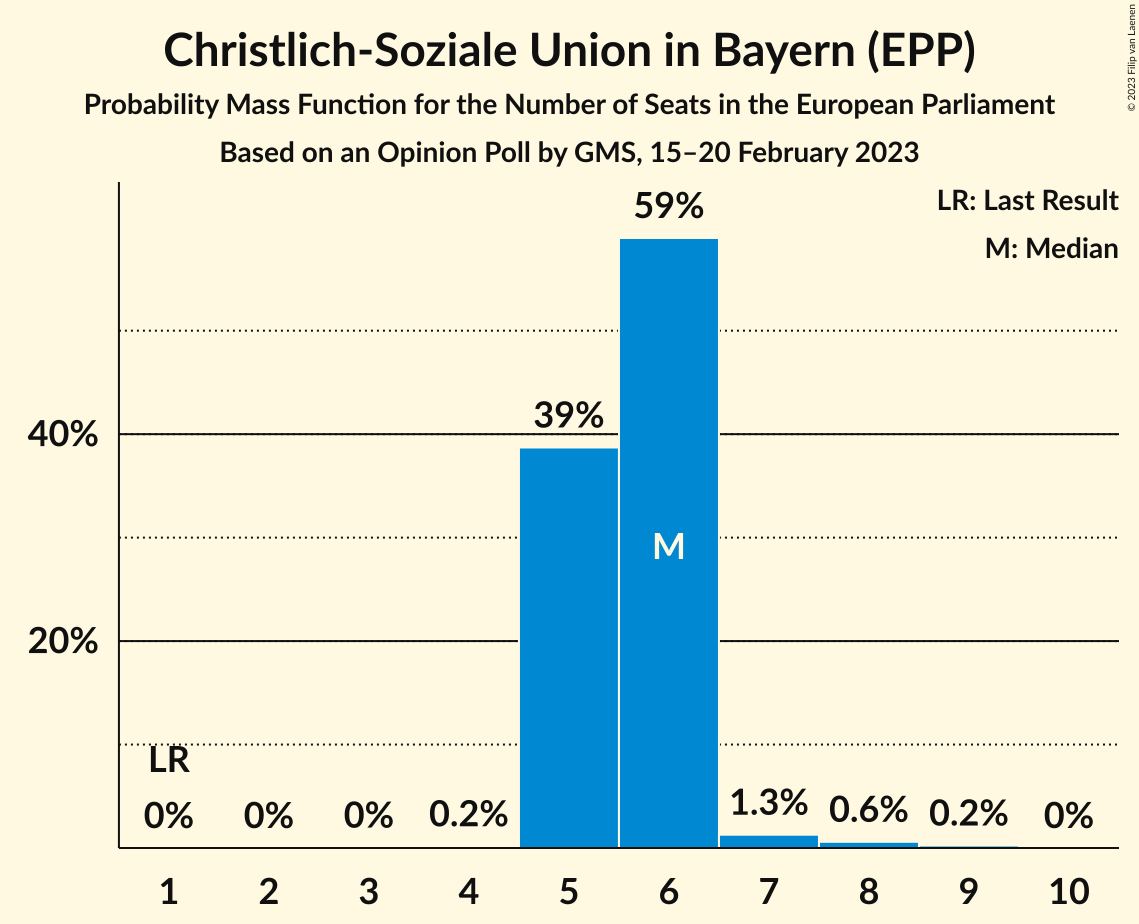 Christlich-Soziale Union in Bayern (EPP)
Probability Mass Function for the Number of Seats in the European Parliament
Based on an Opinion Poll by GMS, 15–20 February 2023
© 2023 Filip van Laenen
LR: Last Result
M: Median
59%
39%
40%
M
20%
LR
0% 0% 0% 0.2% 1.3% 0.6% 0.2% 0%
1 2 3 4 5 6 7 8 9 10